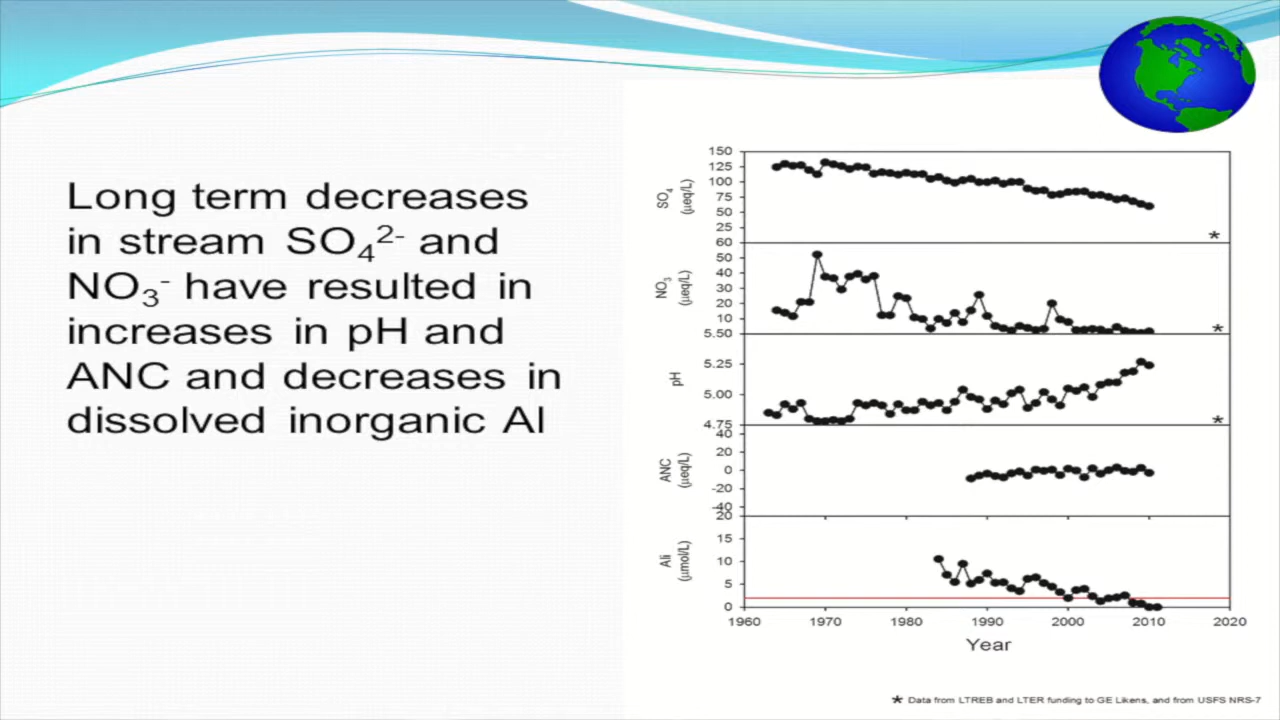 Long term decreases
in stream SO₄²⁻ and
NO₃⁻ have resulted in
increases in pH and
ANC and decreases in
dissolved inorganic Al
SO₄
(µeq/L)
150
125
100
75
50
25
*
NO₃
(µeq/L)
60
50
40
30
20
10
*
pH
5.50
5.25
5.00
4.75
*
ANC
(µeq/L)
40
20
0
-20
-40
Ali
(µmol/L)
20
15
10
5
0
1960 1970 1980 1990 2000 2010 2020
Year
* Data from LTREB and LTER funding to GE Likens, and from USFS NRS-7